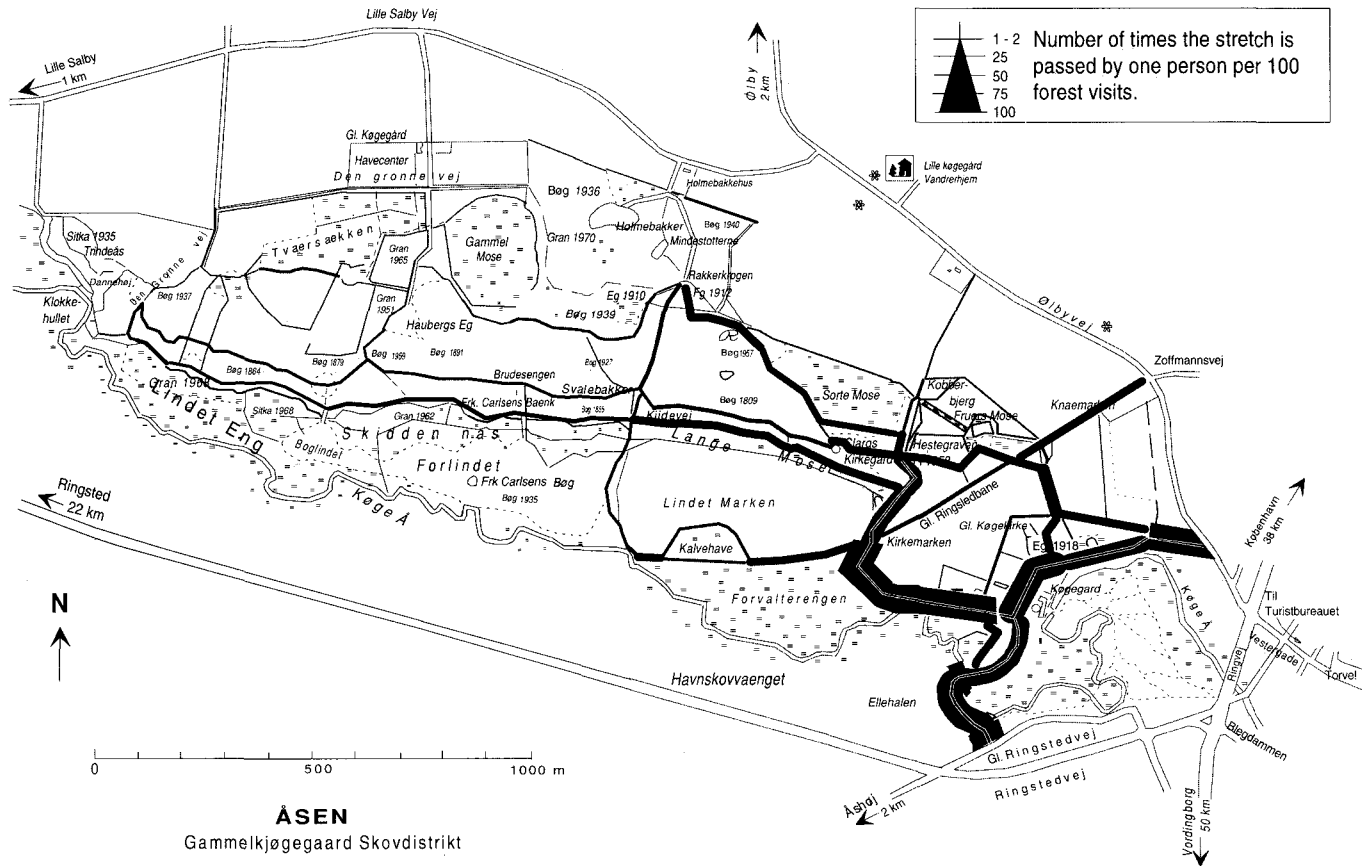 Lille Salby Vej
Lille Salby
1 km
Ølby
2 km
1 - 2
25
50
75
100
Number of times the stretch is
passed by one person per 100
forest visits.
Gl. Køgegård
Havecenter
Den gronne vej
Bøg 1936
Holmebakkehus
Lille køgegård
Vandrerhjem
Sitka 1935
Trindeås
Dannehøj
Den Grønne vej
Tværsækken
Gran
1965
Gammel
Mose
Gran 1970
Holmebakker
Bøg 1940
Mindestotterne
Klokke-
hullet
Bøg 1937
Gran
1951
Rakkerkrogen
Eg 1910
Eg 1912
Haubergs Eg
Bøg 1939
Ølbyvej
Bøg 1864
Bøg 1879
Bøg 1959
Bøg 1891
Bøg 1927
Bøg 1957
Zoffmannsvej
Brudesengen
Svalebakken
Bøg 1809
Kobber-
bjerg
Sorte Mose
Fruens Mose
Knaemarken
Gran 1968
Sitka 1968
Frk. Carlsens Baenk
Gran 1962
Bøg 1855
Kildevej
Slargs
Kirkegard
Hestegraven
Lindet Eng
Skidden nas
Boglindet
Lange Mose
Forlindet
Frk Carlsens Bøg
Bøg 1935
Lindet Marken
Gl. Ringsledbane
Gl. Køgekirke
Kirkemarken
Eg 1918
Køge Å
Ringsted
22 km
Kalvehave
København
38 km
Køgegard
Køge Å
Forvalterengen
Til
Turistbureauet
Vestergade
Torvel
Ringvej
N
Havnskovvaenget
Ellehalen
Blegdammen
Gl. Ringstedvej
Ringstedvej
Åshøj
2 km
Vordingborg
50 km
0
500
1000 m
ÅSEN
Gammelkjøgegaard Skovdistrikt